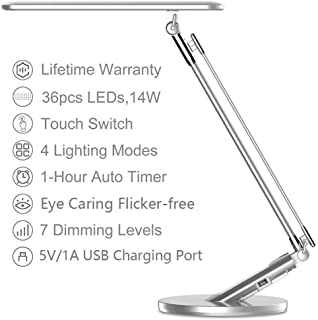 Lifetime Warranty
36pcs LEDs,14W
Touch Switch
4 Lighting Modes
1-Hour Auto Timer
Eye Caring Flicker-free
7 Dimming Levels
5V/1A USB Charging Port